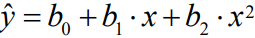 ŷ = b₀ + b₁ · x + b₂ · x²